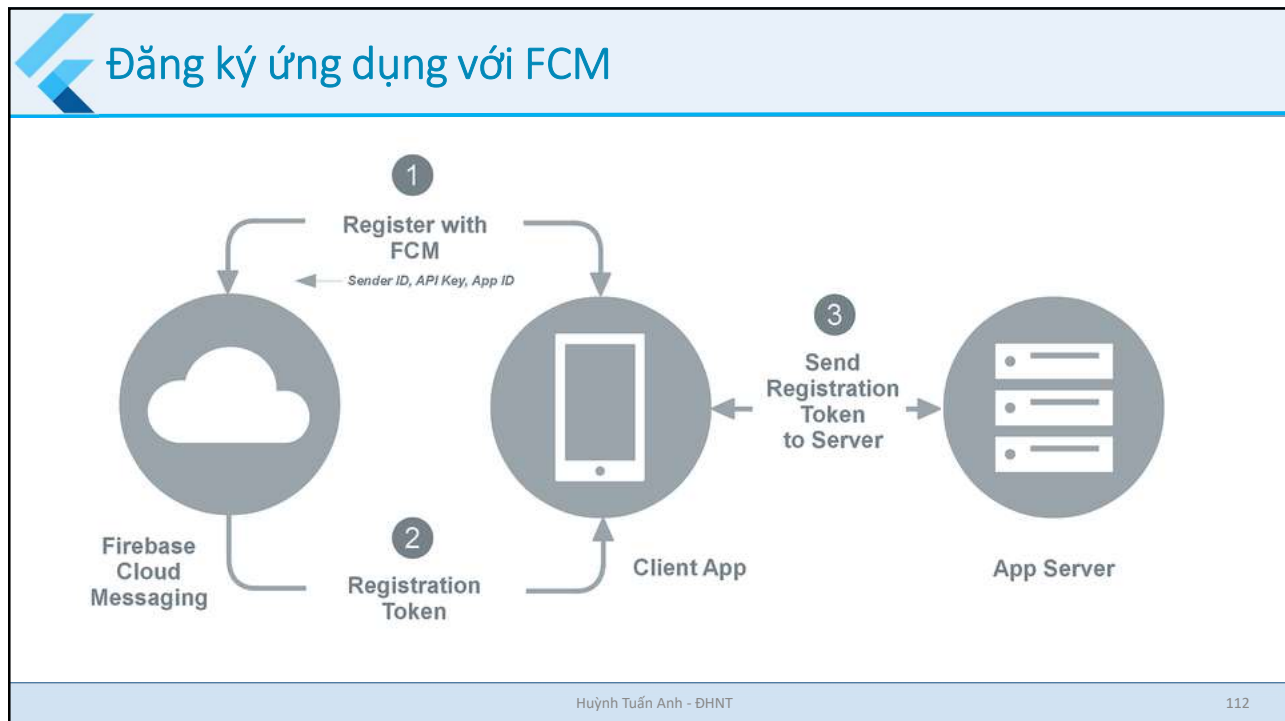 Đăng ký ứng dụng với FCM
1
Register with
FCM
Sender ID, API Key, App ID
3
Send
Registration
Token
to Server
Firebase
Cloud
Messaging
2
Registration
Token
Client App
App Server
Huỳnh Tuấn Anh - ĐHNT
112